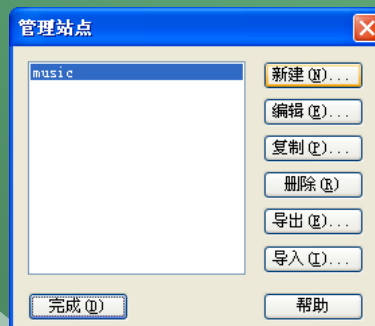 管理站点
music
新建(N)...
编辑(E)...
复制(P)...
删除(R)
导出(E)...
导入(I)...
完成(D)
帮助